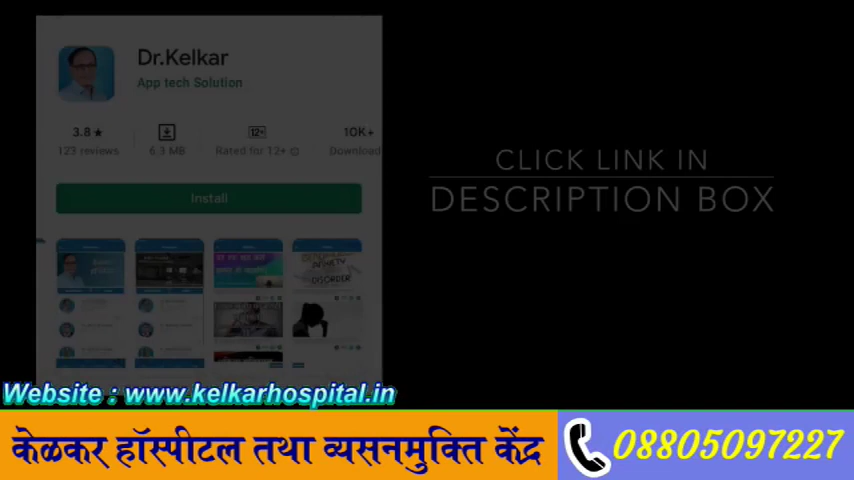 Dr.Kelkar
App tech Solution
3.8★
12+
10K+
123 reviews
6.3 MB
Rated for 12+
Download
Install
CLICK LINK IN
DESCRIPTION BOX
DISORDER
Website : www.kelkarhospital.in
केळकर हॉस्पीटल तथा व्यसनमुक्ति केंद्र
08805097227